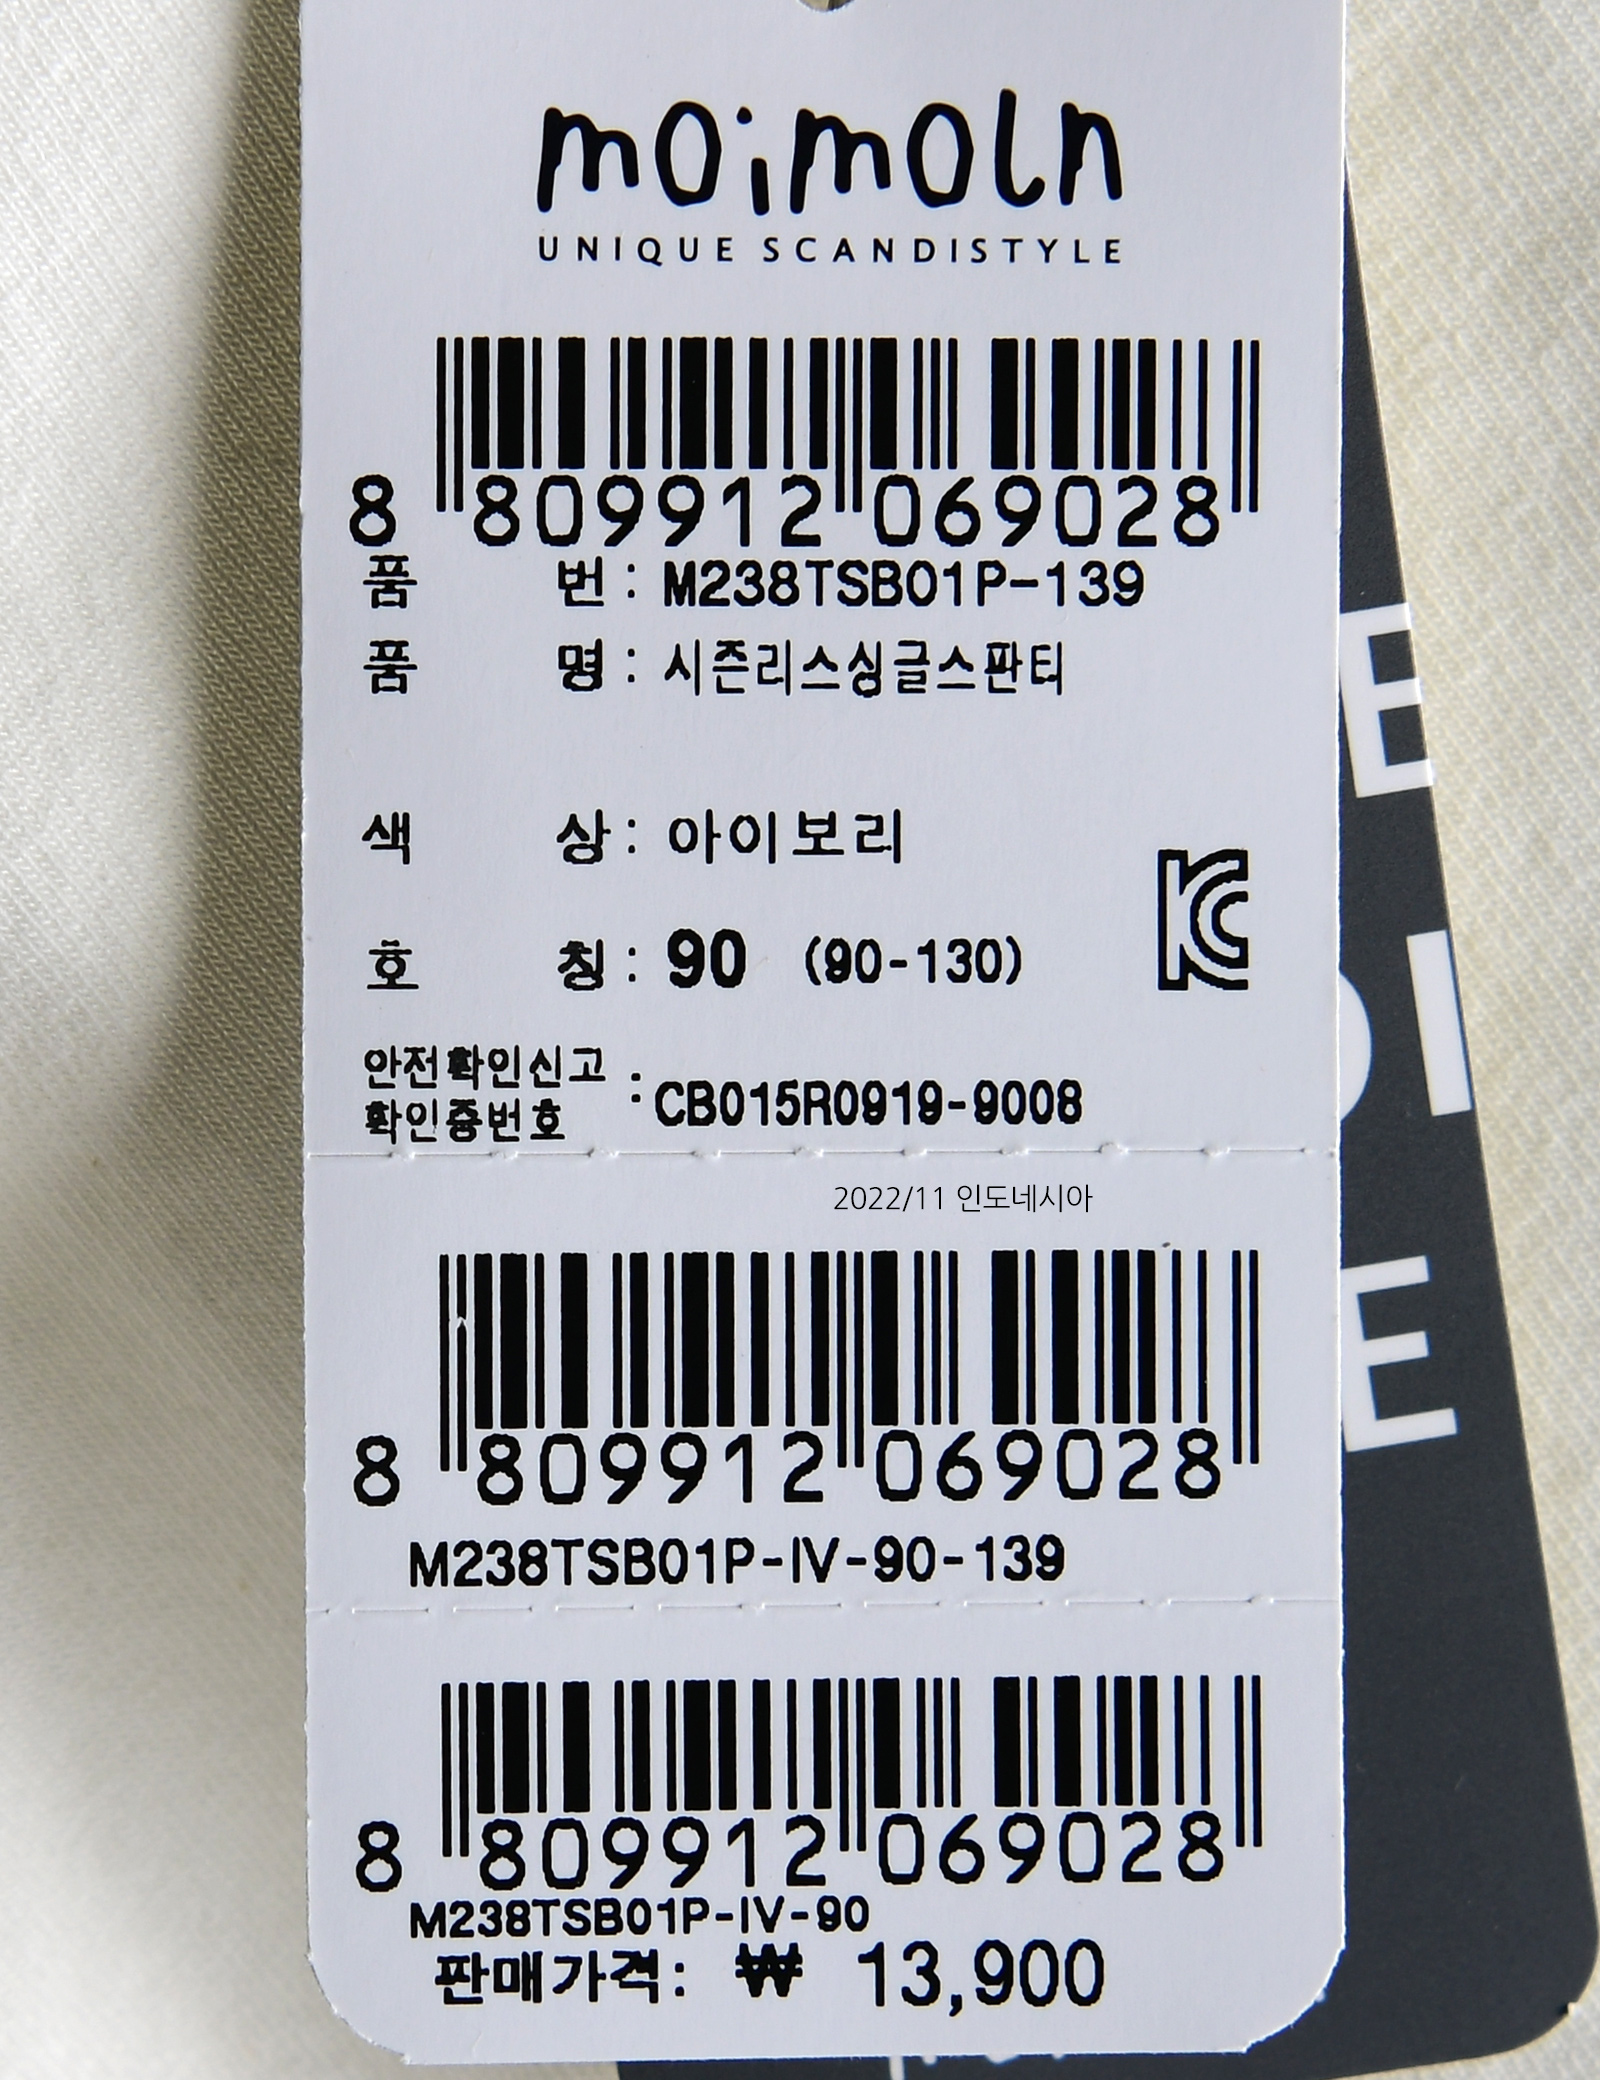 moimoln
UNIQUE SCANDISTYLE
8 809912 069028
품 번 : M238TSB01P-139
품 명 : 시즌리스싱글스판티
색 상 : 아이보리
호 칭 : 90 (90-130)
안전확인신고
확인증번호 : CB015R0919-9008
2022/11 인도네시아
8 809912 069028
M238TSB01P-IV-90-139
8 809912 069028
M238TSB01P-IV-90
판매가격: ₩ 13,900